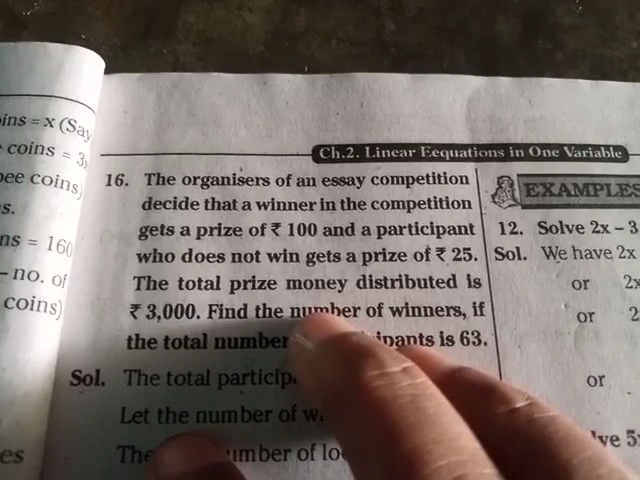 ins = x (Say
coins = 3
coins)
s.
ns = 160
- no. of
coins)
es
Ch.2. Linear Eequations in One Variable
16. The organisers of an essay competition
decide that a winner in the competition
gets a prize of ₹ 100 and a participant
who does not win gets a prize of ₹ 25.
The total prize money distributed is
₹ 3,000. Find the number of winners, if
the total number ipants is 63.
Sol. The total particip
Let the number of w
The umber of lo
EXAMPLES
12. Solve 2x – 3
Sol. We have 2x
or 2x
or 2
or
ve 5